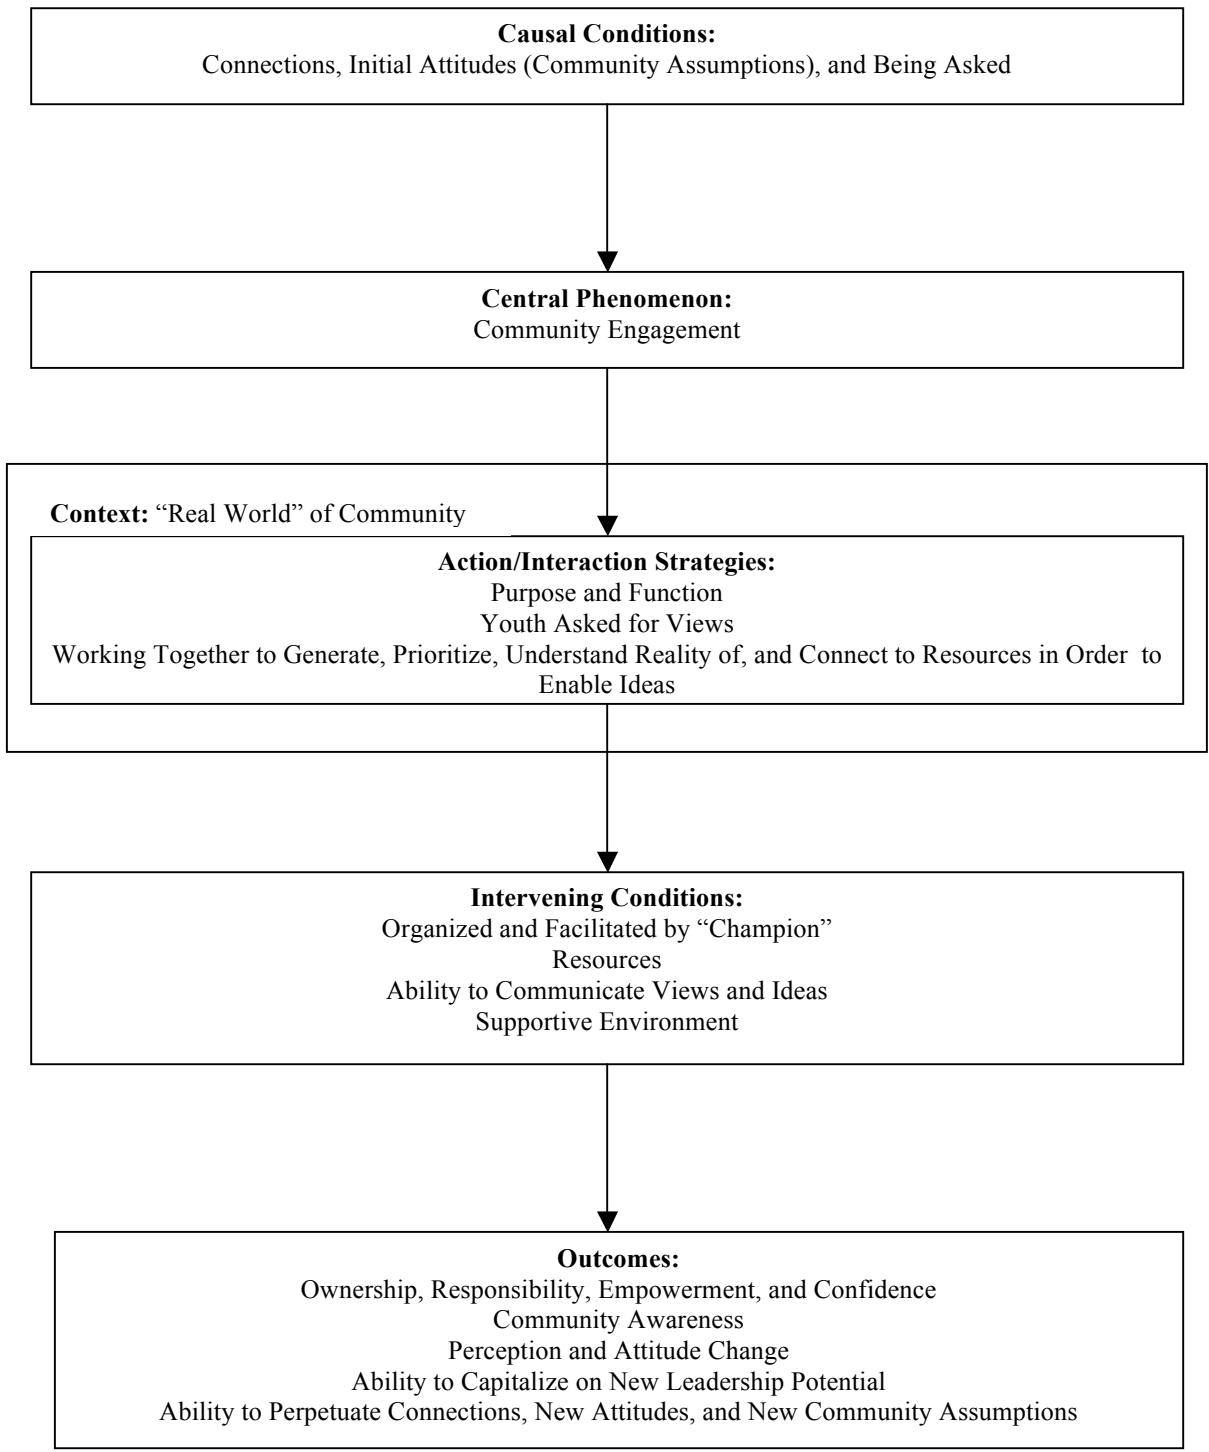 Causal Conditions:
Connections, Initial Attitudes (Community Assumptions), and Being Asked
Central Phenomenon:
Community Engagement
Context: “Real World” of Community
Action/Interaction Strategies:
Purpose and Function
Youth Asked for Views
Working Together to Generate, Prioritize, Understand Reality of, and Connect to Resources in Order to
Enable Ideas
Intervening Conditions:
Organized and Facilitated by “Champion”
Resources
Ability to Communicate Views and Ideas
Supportive Environment
Outcomes:
Ownership, Responsibility, Empowerment, and Confidence
Community Awareness
Perception and Attitude Change
Ability to Capitalize on New Leadership Potential
Ability to Perpetuate Connections, New Attitudes, and New Community Assumptions